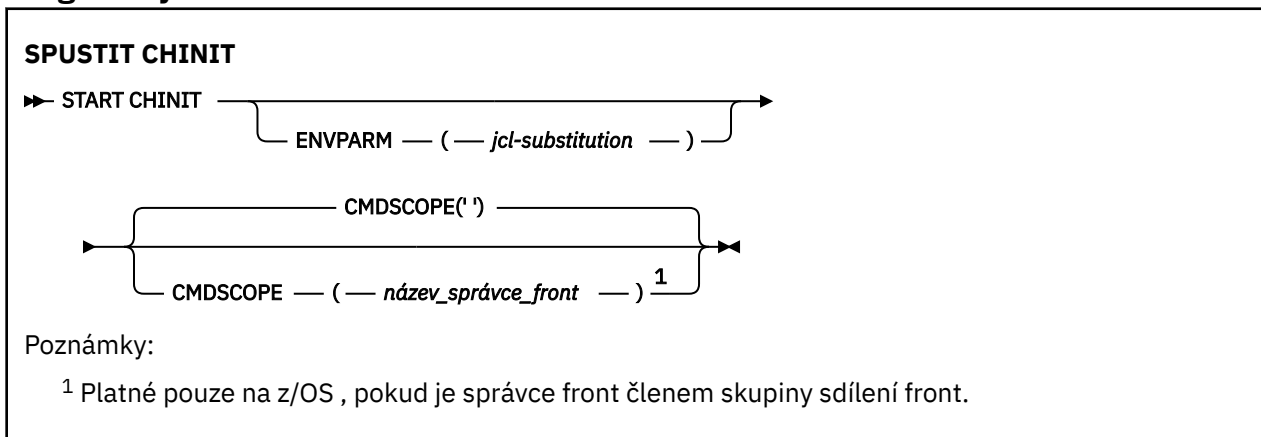 SPUSTIT CHINIT
START CHINIT
ENVPARM ( jcl-substitution )
CMDSCOPE(' ')
CMDSCOPE ( název_správce_front ) 1
Poznámky:
1 Platné pouze na z/OS , pokud je správce front členem skupiny sdílení front.